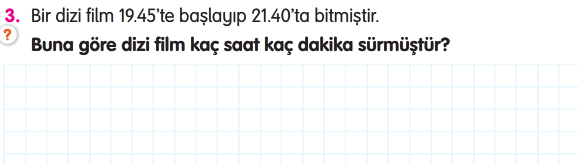 3. Bir dizi film 19.45’te başlayıp 21.40’ta bitmiştir.
? Buna göre dizi film kaç saat kaç dakika sürmüştür?